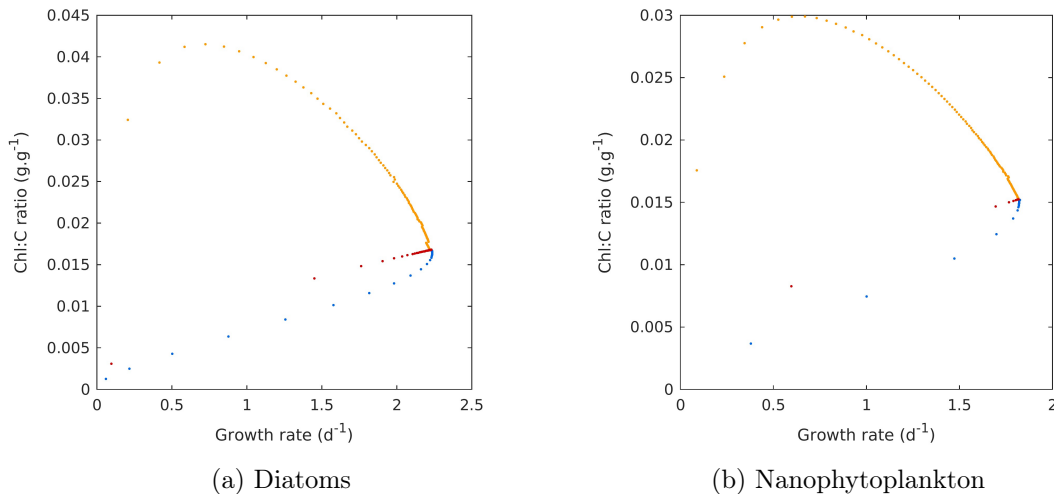 0.045
0.04
0.035
0.03
0.025
0.02
0.015
0.01
0.005
0
0 0.5 1 1.5 2 2.5
Chl:C ratio (g.g⁻¹)
Growth rate (d⁻¹)
(a) Diatoms
0.03
0.025
0.02
0.015
0.01
0.005
0
0 0.5 1 1.5 2
Chl:C ratio (g.g⁻¹)
Growth rate (d⁻¹)
(b) Nanophytoplankton